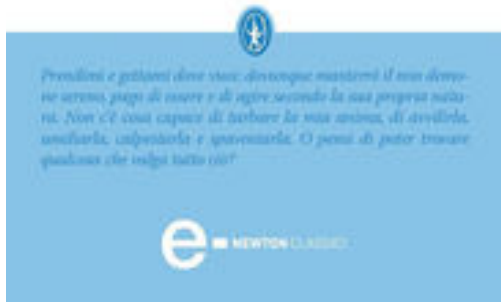 Prendimi e gettami dove vuoi: dovunque manterrò il mio demo-
ne sereno, pago di essere e di agire secondo la sua propria natu-
ra. Non c'è cosa capace di turbare la mia anima, di avvilirla,
umiliarla, calpestarla e spaventarla. O pensi di poter trovare
qualcosa che valga tutto ciò?
e-NEWTON CLASSICI